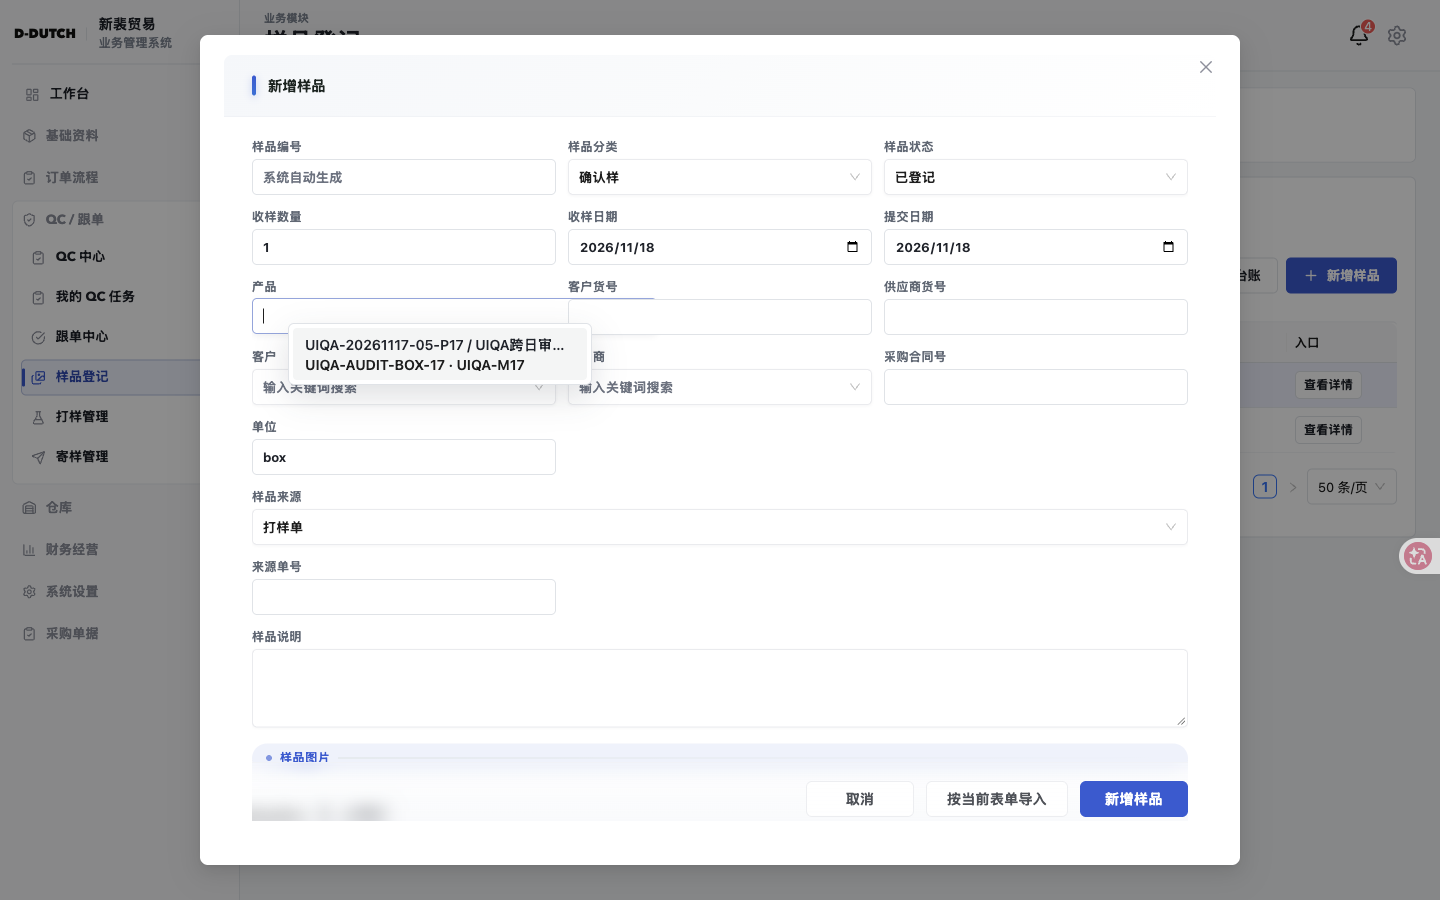 D-DUTCH
新裴贸易
业务管理系统
业务模块
4
工作台
基础资料
订单流程
QC / 跟单
QC 中心
我的 QC 任务
跟单中心
样品登记
打样管理
寄样管理
仓库
财务经营
系统设置
采购单据
新增样品
样品编号
样品分类
样品状态
系统自动生成
确认样
已登记
收样数量
收样日期
提交日期
1
2026/11/18
2026/11/18
产品
客户货号
供应商货号
UIQA-20261117-05-P17 / UIQA跨日审...
UIQA-AUDIT-BOX-17 · UIQA-M17
客户
商
采购合同号
输入关键词搜索
输入关键词搜索
单位
box
样品来源
打样单
来源单号
样品说明
样品图片
取消
按当前表单导入
新增样品
台账
+ 新增样品
入口
查看详情
查看详情
1
50 条/页